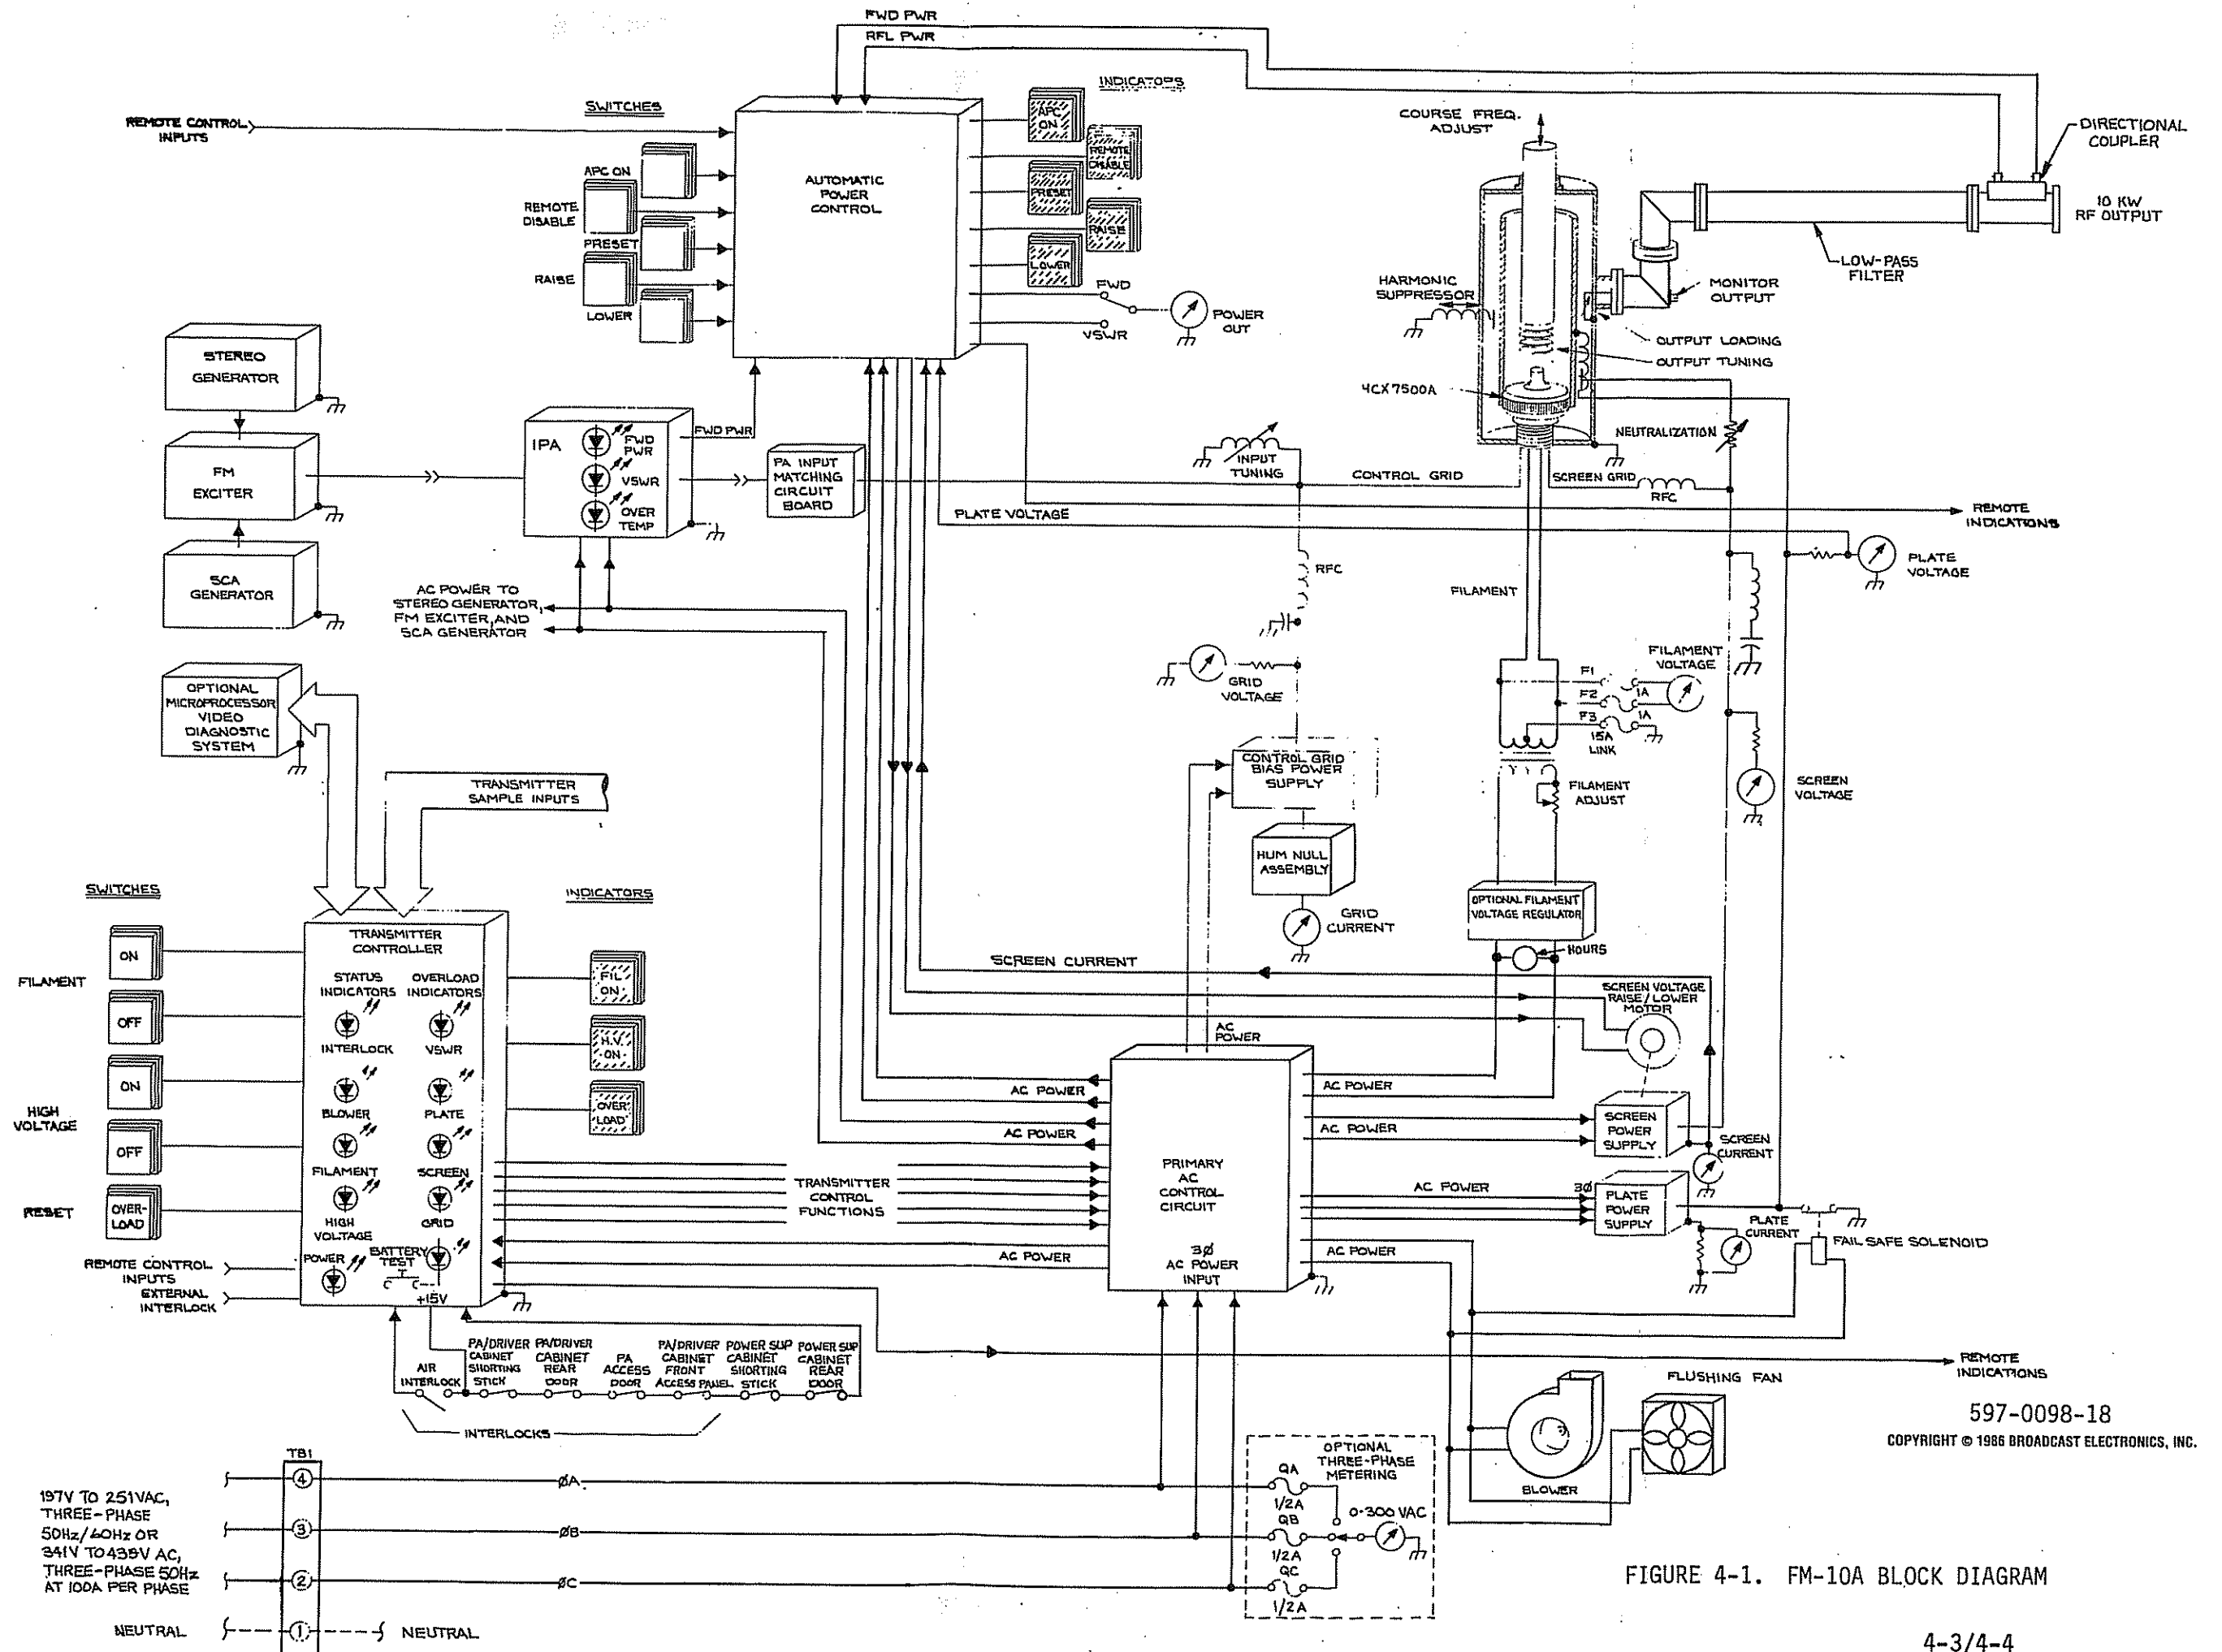 FWD PWR
RFL PWR
SWITCHES
INDICATORS
REMOTE CONTROL
INPUTS
APC ON
REMOTE
DISABLE
PRESET
RAISE
LOWER
AUTOMATIC
POWER
CONTROL
APC
ON
REMOTE
DISABLE
PRESET
RAISE
LOWER
FWD
VSWR
POWER
OUT
COURSE FREQ.
ADJUST
DIRECTIONAL
COUPLER
10 KW
RF OUTPUT
LOW-PASS
FILTER
HARMONIC
SUPPRESSOR
MONITOR
OUTPUT
OUTPUT LOADING
OUTPUT TUNING
4CX7500A
NEUTRALIZATION
STEREO
GENERATOR
FM
EXCITER
SCA
GENERATOR
IPA
FWD
PWR
VSWR
OVER
TEMP
FWD PWR
PA INPUT
MATCHING
CIRCUIT
BOARD
INPUT
TUNING
CONTROL GRID
SCREEN GRID
RFC
PLATE VOLTAGE
REMOTE
INDICATIONS
PLATE
VOLTAGE
RFC
FILAMENT
AC POWER TO
STEREO GENERATOR,
FM EXCITER, AND
SCA GENERATOR
GRID
VOLTAGE
FILAMENT
VOLTAGE
F1
1A
F2
1A
F3
15A
LINK
OPTIONAL
MICROPROCESSOR
VIDEO
DIAGNOSTIC
SYSTEM
TRANSMITTER
SAMPLE INPUTS
CONTROL GRID
BIAS POWER
SUPPLY
FILAMENT
ADJUST
SCREEN
VOLTAGE
HUM NULL
ASSEMBLY
GRID
CURRENT
OPTIONAL FILAMENT
VOLTAGE REGULATOR
HOURS
SCREEN CURRENT
SCREEN VOLTAGE
RAISE/LOWER
MOTOR
SWITCHES
INDICATORS
FILAMENT
ON
OFF
HIGH
VOLTAGE
ON
OFF
RESET
OVER-
LOAD
REMOTE CONTROL
INPUTS
EXTERNAL
INTERLOCK
TRANSMITTER
CONTROLLER
STATUS
INDICATORS
OVERLOAD
INDICATORS
INTERLOCK
VSWR
BLOWER
PLATE
FILAMENT
SCREEN
HIGH
VOLTAGE
GRID
POWER
BATTERY
TEST
+15V
FIL
ON
H.V.
ON
OVER
LOAD
AC
POWER
AC POWER
AC POWER
TRANSMITTER
CONTROL
FUNCTIONS
AC POWER
PRIMARY
AC
CONTROL
CIRCUIT
3Ø
AC POWER
INPUT
AC POWER
AC POWER
AC POWER
AC POWER
SCREEN
POWER
SUPPLY
SCREEN
CURRENT
3Ø
PLATE
POWER
SUPPLY
PLATE
CURRENT
FAIL SAFE SOLENOID
AIR
INTERLOCK
PA/DRIVER
CABINET
SHORTING
STICK
PA/DRIVER
CABINET
REAR
DOOR
PA
ACCESS
DOOR
PA/DRIVER
CABINET
FRONT
ACCESS PANEL
POWER SUP
CABINET
SHORTING
STICK
POWER SUP
CABINET
REAR
DOOR
INTERLOCKS
REMOTE
INDICATIONS
FLUSHING FAN
BLOWER
597-0098-18
COPYRIGHT © 1986 BROADCAST ELECTRONICS, INC.
TB1
4
3
2
1
ØA
ØB
ØC
197V TO 251VAC,
THREE-PHASE
50Hz/60Hz OR
341V TO 435V AC,
THREE-PHASE 50Hz
AT 100A PER PHASE
NEUTRAL
NEUTRAL
OPTIONAL
THREE-PHASE
METERING
QA
1/2A
QB
1/2A
QC
1/2A
0-300 VAC
FIGURE 4-1. FM-10A BLOCK DIAGRAM
4-3/4-4